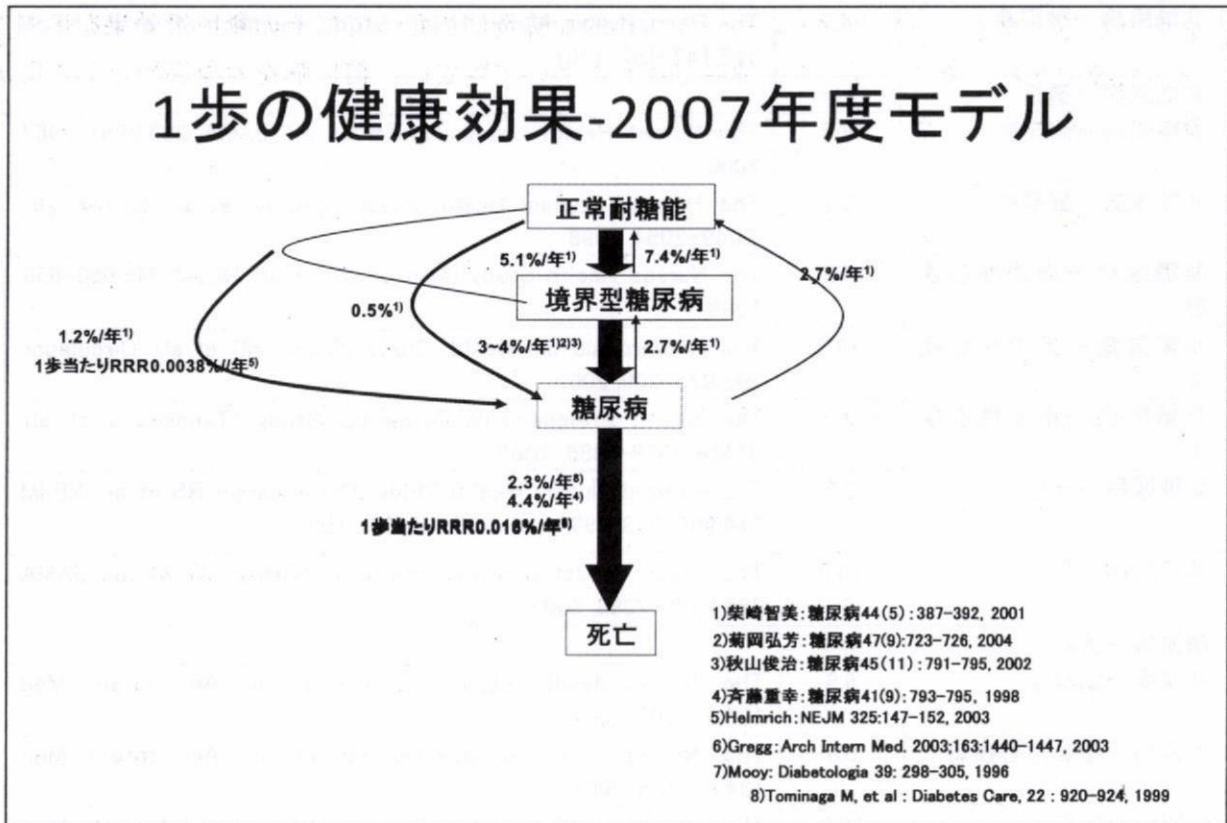 1歩の健康効果-2007年度モデル
正常耐糖能
5.1%/年1)
7.4%/年1)
2.7%/年1)
境界型糖尿病
0.5%1)
1.2%/年1)
1歩当たりRRR0.0038%//年5)
3~4%/年1)2)3)
2.7%/年1)
糖尿病
2.3%/年8)
4.4%/年4)
1歩当たりRRR0.016%/年6)
死亡
1)柴崎智美:糖尿病44(5):387-392, 2001
2)菊岡弘芳:糖尿病47(9):723-726, 2004
3)秋山俊治:糖尿病45(11):791-795, 2002
4)斉藤重幸:糖尿病41(9):793-795, 1998
5)Helmrich:NEJM 325:147-152, 2003
6)Gregg:Arch Intern Med. 2003;163:1440-1447, 2003
7)Mooy: Diabetologia 39: 298-305, 1996
8)Tominaga M, et al : Diabetes Care, 22 : 920-924, 1999